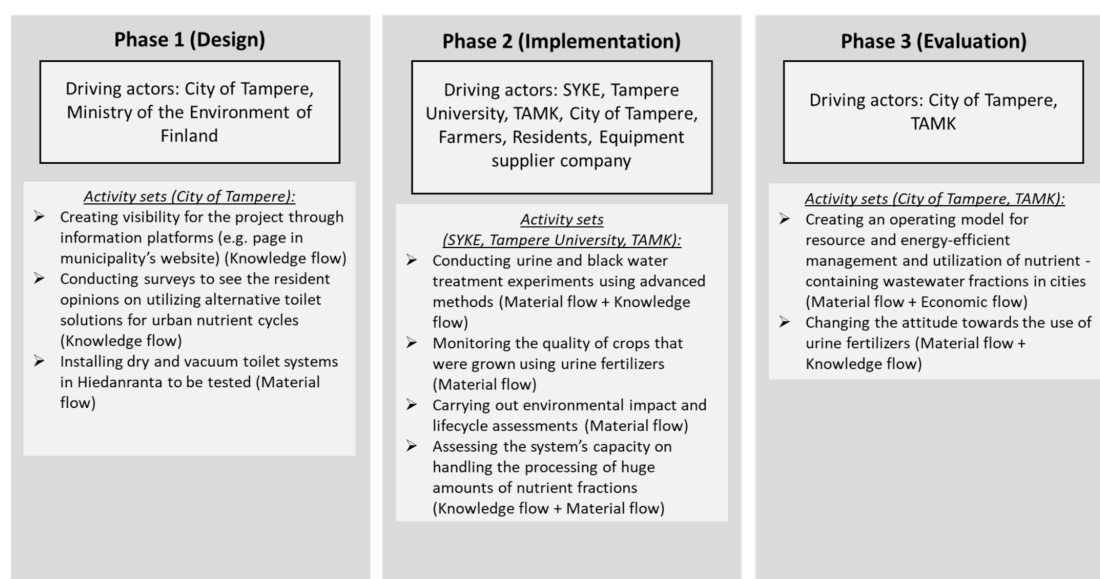 Phase 1 (Design)
Driving actors: City of Tampere,
Ministry of the Environment of
Finland
Activity sets (City of Tampere):
➢ Creating visibility for the project through
information platforms (e.g. page in
municipality's website) (Knowledge flow)
➢ Conducting surveys to see the resident
opinions on utilizing alternative toilet
solutions for urban nutrient cycles
(Knowledge flow)
➢ Installing dry and vacuum toilet systems
in Hiedanranta to be tested (Material
flow)
Phase 2 (Implementation)
Driving actors: SYKE, Tampere
University, TAMK, City of Tampere,
Farmers, Residents, Equipment
supplier company
Activity sets
(SYKE, Tampere University, TAMK):
➢ Conducting urine and black water
treatment experiments using advanced
methods (Material flow + Knowledge
flow)
➢ Monitoring the quality of crops that
were grown using urine fertilizers
(Material flow)
➢ Carrying out environmental impact and
lifecycle assessments (Material flow)
➢ Assessing the system's capacity on
handling the processing of huge
amounts of nutrient fractions
(Knowledge flow + Material flow)
Phase 3 (Evaluation)
Driving actors: City of Tampere,
TAMK
Activity sets (City of Tampere, TAMK):
➢ Creating an operating model for
resource and energy-efficient
management and utilization of nutrient -
containing wastewater fractions in cities
(Material flow + Economic flow)
➢ Changing the attitude towards the use of
urine fertilizers (Material flow +
Knowledge flow)